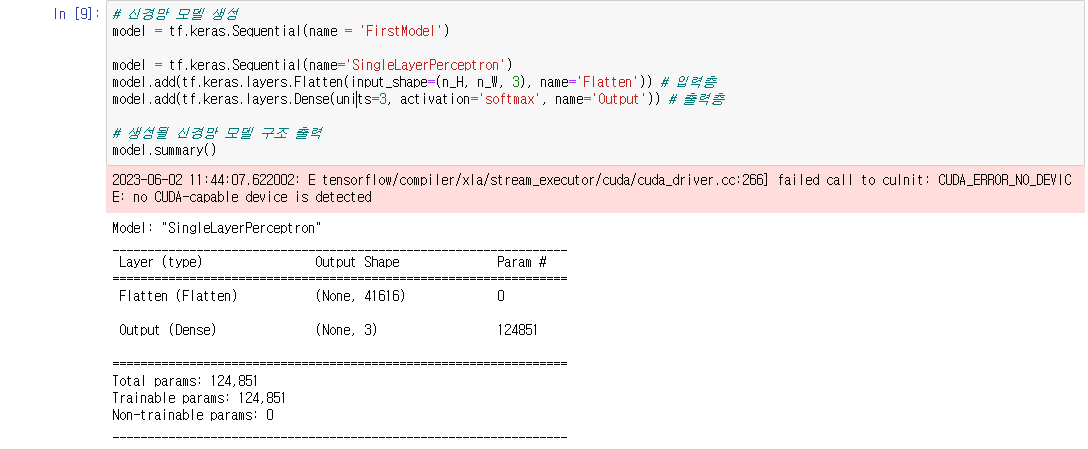 In [9]:
# 신경망 모델 생성
model = tf.keras.Sequential(name = 'FirstModel')
model = tf.keras.Sequential(name='SingleLayerPerceptron')
model.add(tf.keras.layers.Flatten(input_shape=(n_H, n_W, 3), name='Flatten')) # 입력층
model.add(tf.keras.layers.Dense(units=3, activation='softmax', name='Output')) # 출력층
# 생성될 신경망 모델 구조 출력
model.summary()
2023-06-02 11:44:07.622002: E tensorflow/compiler/xla/stream_executor/cuda/cuda_driver.cc:266] failed call to cuInit: CUDA_ERROR_NO_DEVIC
E: no CUDA-capable device is detected
Model: "SingleLayerPerceptron"
_________________________________________________________________
Layer (type) Output Shape Param #
=================================================================
Flatten (Flatten) (None, 41616) 0
Output (Dense) (None, 3) 124851
=================================================================
Total params: 124,851
Trainable params: 124,851
Non-trainable params: 0
_________________________________________________________________